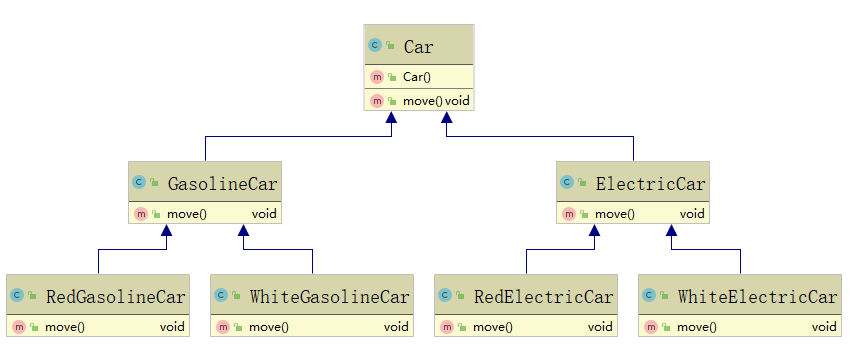 Car
Car()
move() void
GasolineCar
move() void
ElectricCar
move() void
RedGasolineCar
move() void
WhiteGasolineCar
move() void
RedElectricCar
move() void
WhiteElectricCar
move() void